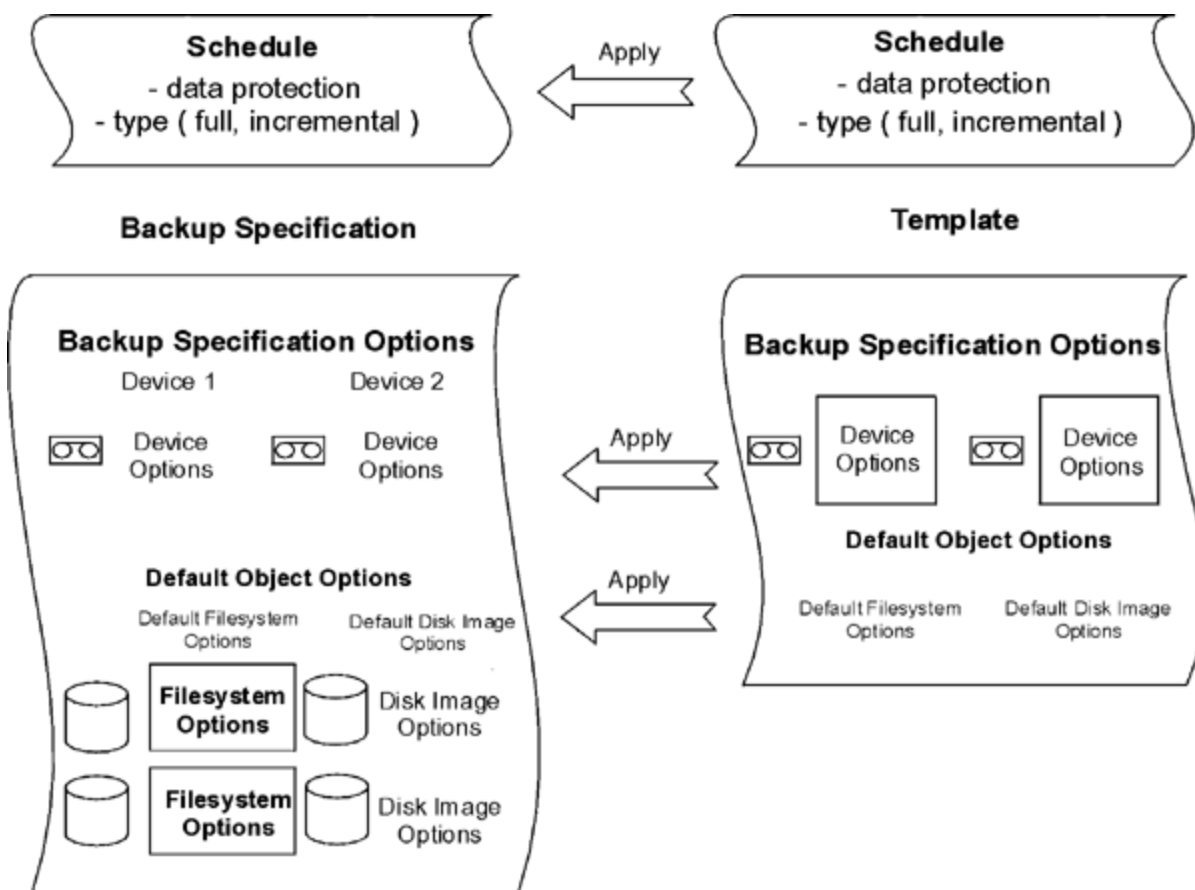 Schedule
- data protection
- type ( full, incremental )
Apply
Schedule
- data protection
- type ( full, incremental )
Backup Specification
Template
Backup Specification Options
Device 1
Device 2
Device
Options
Device
Options
Apply
Backup Specification Options
Device
Options
Device
Options
Default Object Options
Default Object Options
Default Filesystem
Options
Default Disk Image
Options
Apply
Default Filesystem
Options
Default Disk Image
Options
Filesystem
Options
Disk Image
Options
Filesystem
Options
Disk Image
Options